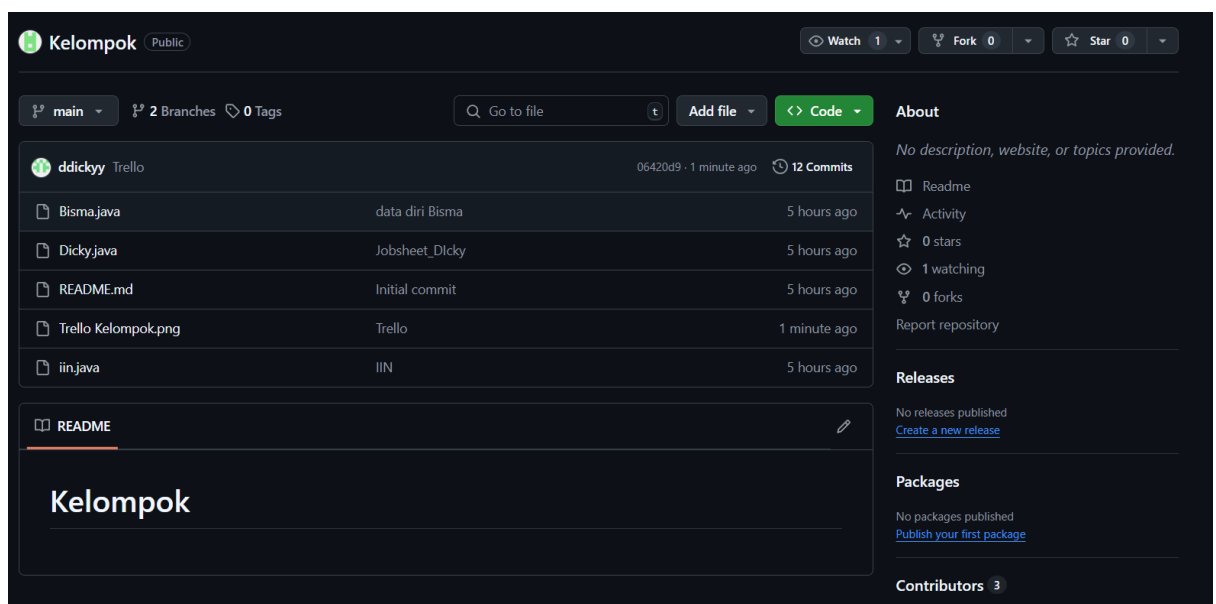 Kelompok Public
Watch 1
Fork 0
Star 0
main 2 Branches 0 Tags
Go to file t
Add file
<> Code
ddickyy Trello 06420d9 · 1 minute ago 12 Commits
Bisma.java data diri Bisma 5 hours ago
Dicky.java Jobsheet_DIcky 5 hours ago
README.md Initial commit 5 hours ago
Trello Kelompok.png Trello 1 minute ago
iin.java IIN 5 hours ago
README
Kelompok
About
No description, website, or topics provided.
Readme
Activity
0 stars
1 watching
0 forks
Report repository
Releases
No releases published
Create a new release
Packages
No packages published
Publish your first package
Contributors 3